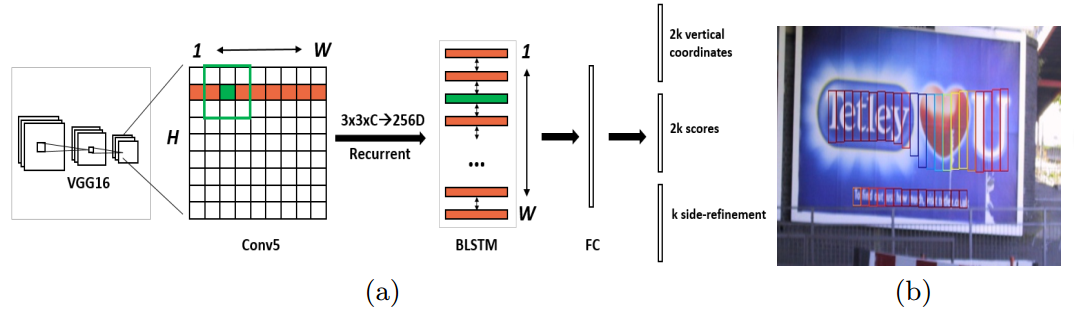 1 W
H
VGG16
Conv5
3x3xC→256D
Recurrent
1
...
W
BLSTM
FC
2k vertical
coordinates
2k scores
k side-refinement
(a)
Tetley U
(b)